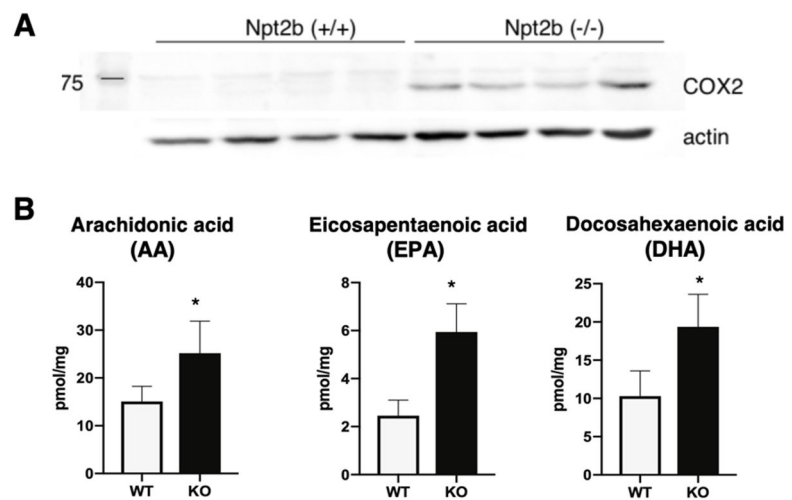 A
Npt2b (+/+) Npt2b (-/-)
75
COX2
actin
B
Arachidonic acid
(AA)
40
30
20
10
0
pmol/mg
*
WT KO
Eicosapentaenoic acid
(EPA)
8
6
4
2
0
pmol/mg
*
WT KO
Docosahexaenoic acid
(DHA)
25
20
15
10
5
0
pmol/mg
*
WT KO